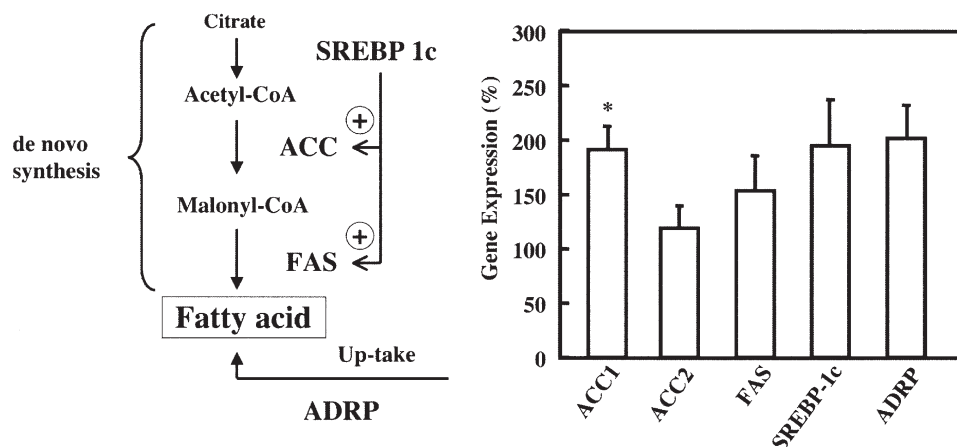 Citrate
SREBP 1c
Acetyl-CoA
+
de novo
synthesis
ACC
Malonyl-CoA
+
FAS
Fatty acid
Up-take
ADRP
Gene Expression (%)
300
250
200
150
100
50
0
*
ACC1
ACC2
FAS
SREBP-1c
ADRP